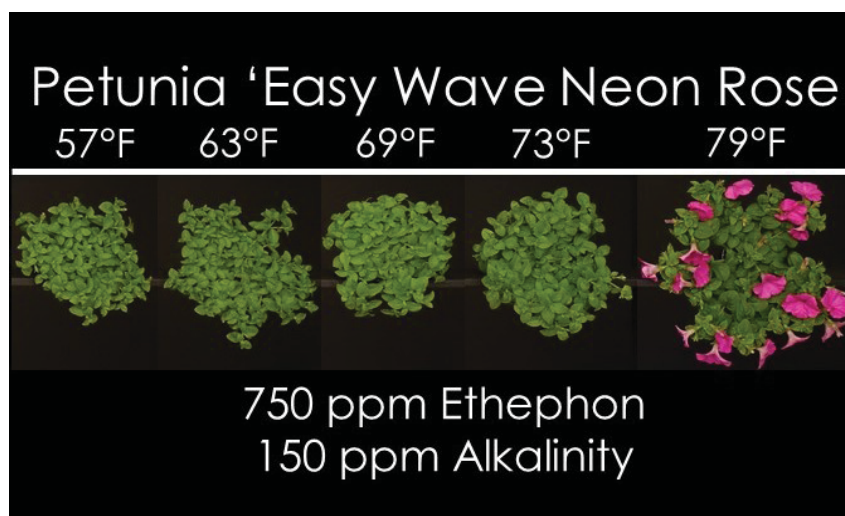 Petunia ‘Easy Wave Neon Rose
57°F 63°F 69°F 73°F 79°F
750 ppm Ethephon
150 ppm Alkalinity